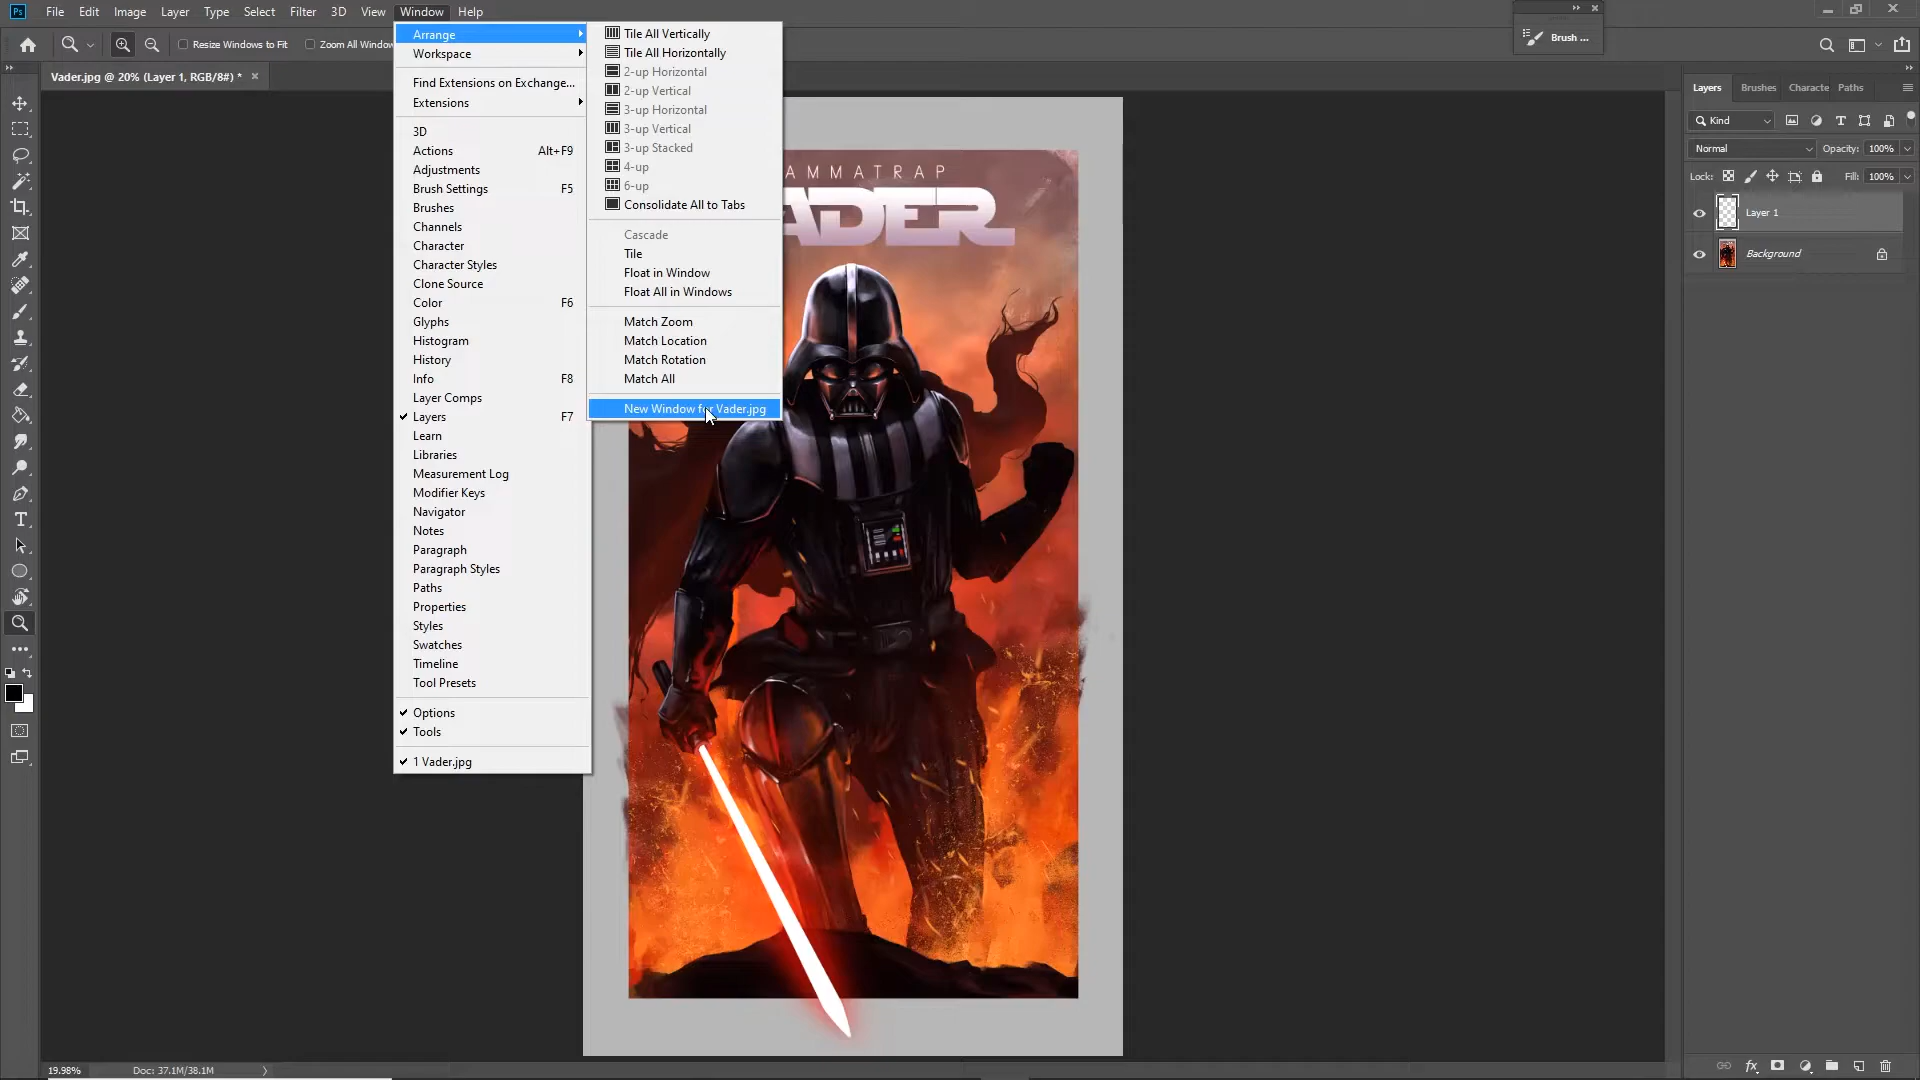 Ps File Edit Image Layer Type Select Filter 3D View Window Help
Resize Windows to Fit Zoom All Window
Brush ...
Vader.jpg @ 20% (Layer 1, RGB/8#) *
Arrange
Workspace
Find Extensions on Exchange...
Extensions
3D
Actions Alt+F9
Adjustments
Brush Settings F5
Brushes
Channels
Character
Character Styles
Clone Source
Color F6
Glyphs
Histogram
History
Info F8
Layer Comps
Layers F7
Learn
Libraries
Measurement Log
Modifier Keys
Navigator
Notes
Paragraph
Paragraph Styles
Paths
Properties
Styles
Swatches
Timeline
Tool Presets
Options
Tools
1 Vader.jpg
Tile All Vertically
Tile All Horizontally
2-up Horizontal
2-up Vertical
3-up Horizontal
3-up Vertical
3-up Stacked
4-up
6-up
Consolidate All to Tabs
Cascade
Tile
Float in Window
Float All in Windows
Match Zoom
Match Location
Match Rotation
Match All
New Window for Vader.jpg
AMMATRAP
ADER
Layers Brushes Characte Paths
Kind
Normal Opacity: 100%
Lock: Fill: 100%
Layer 1
Background
19.98% Doc: 37.1M/38.1M